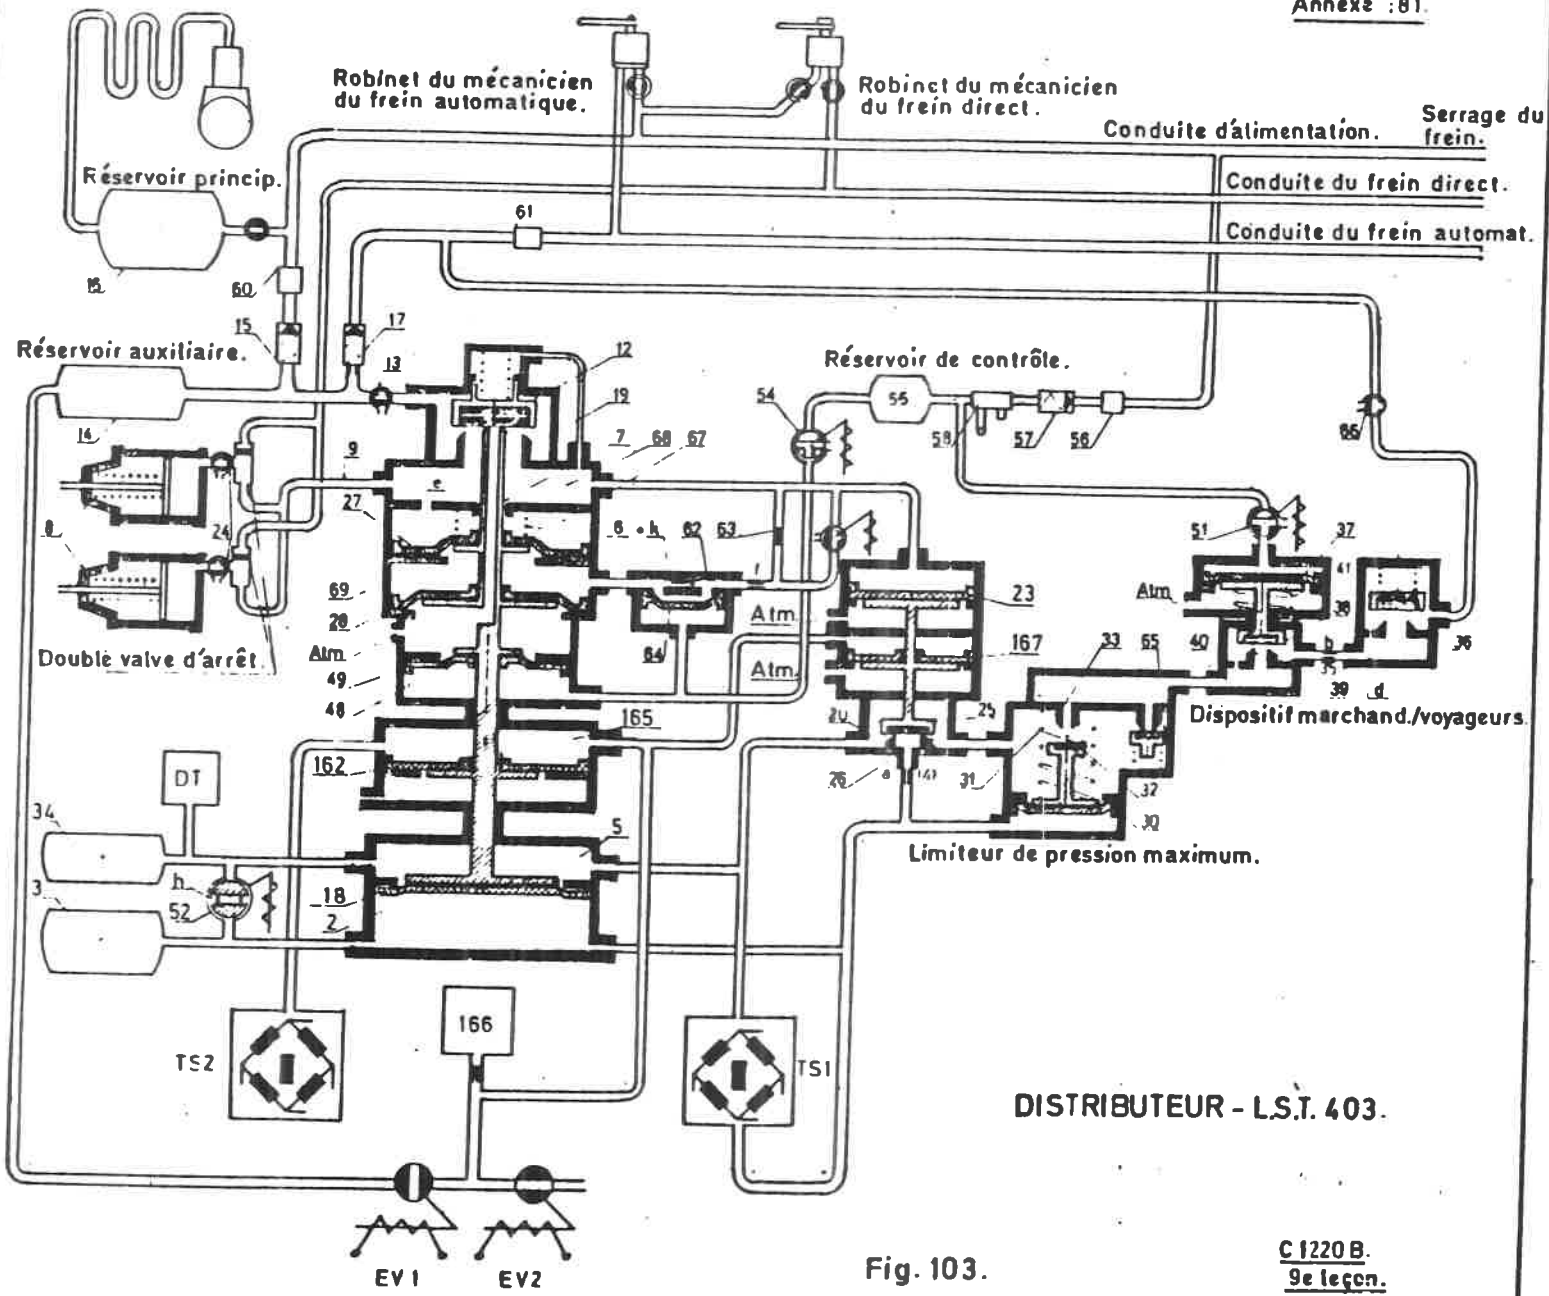 Annexe :81.
Robinet du mécanicien
du frein automatique.
Robinet du mécanicien
du frein direct.
Conduite d'alimentation.
Serrage du
frein.
Réservoir princip.
Conduite du frein direct.
61
Conduite du frein automat.
16
60
15
17
Réservoir auxiliaire.
13
12
Réservoir de contrôle.
19
54
55
14
58
57
56
66
9
7
68
67
e
27
51
37
8
24
6
k
62
63
f
41
69
Atm
38
23
28
Atm.
Double valve d'arrêt.
Atm
64
167
33
65
40
b
35
36
49
Atm.
39
d
48
165
25
Dispositif marchand./voyageurs.
162
26
a
31
32
DT
30
34
5
Limiteur de pression maximum.
h
3
18
52
2
166
TS2
TS1
DISTRIBUTEUR - L.S.T. 403.
EV1
EV2
Fig. 103.
C 1220 B.
9e leçon.